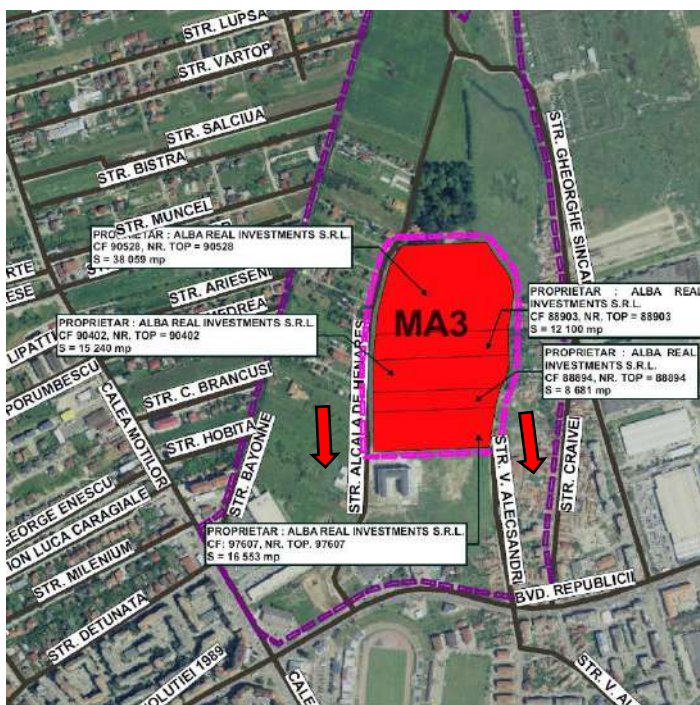 STR. LUPSA
STR. VARTOP
STR. SALCIUA
STR. BISTRA
STR. MUNCEL
STR. GHEORGHE SINCAI
PROPRIETAR : ALBA REAL INVESTMENTS S.R.L.
CF 90528, NR. TOP = 90528
S = 38 059 mp
STR. ARIESENI
PROPRIETAR : ALBA REAL
INVESTMENTS S.R.L.
CF 88903, NR. TOP = 88903
S = 12 100 mp
MA3
PROPRIETAR : ALBA REAL INVESTMENTS S.R.L.
CF 90402, NR. TOP = 90402
S = 15 240 mp
PROPRIETAR : ALBA REAL
INVESTMENTS S.R.L.
CF 88894, NR. TOP = 88894
S = 8 681 mp
PORUMBESCU
CALEA MOTILOR
STR. C. BRANCUSI
STR. HOBITA
STR. BAYONNE
STR. ALCALA DE HENARES
STR. V. ALECSANDRI
STR. CRAIVEI
GEORGE ENESCU
ION LUCA CARAGIALE
STR. MILENIUM
STR. DETUNATA
PROPRIETAR : ALBA REAL INVESTMENTS S.R.L.
CF: 97607, NR. TOP. 97607
S = 16 553 mp
BVD. REPUBLICII
OLUTIEI 1989
CALE
STR. V. AL